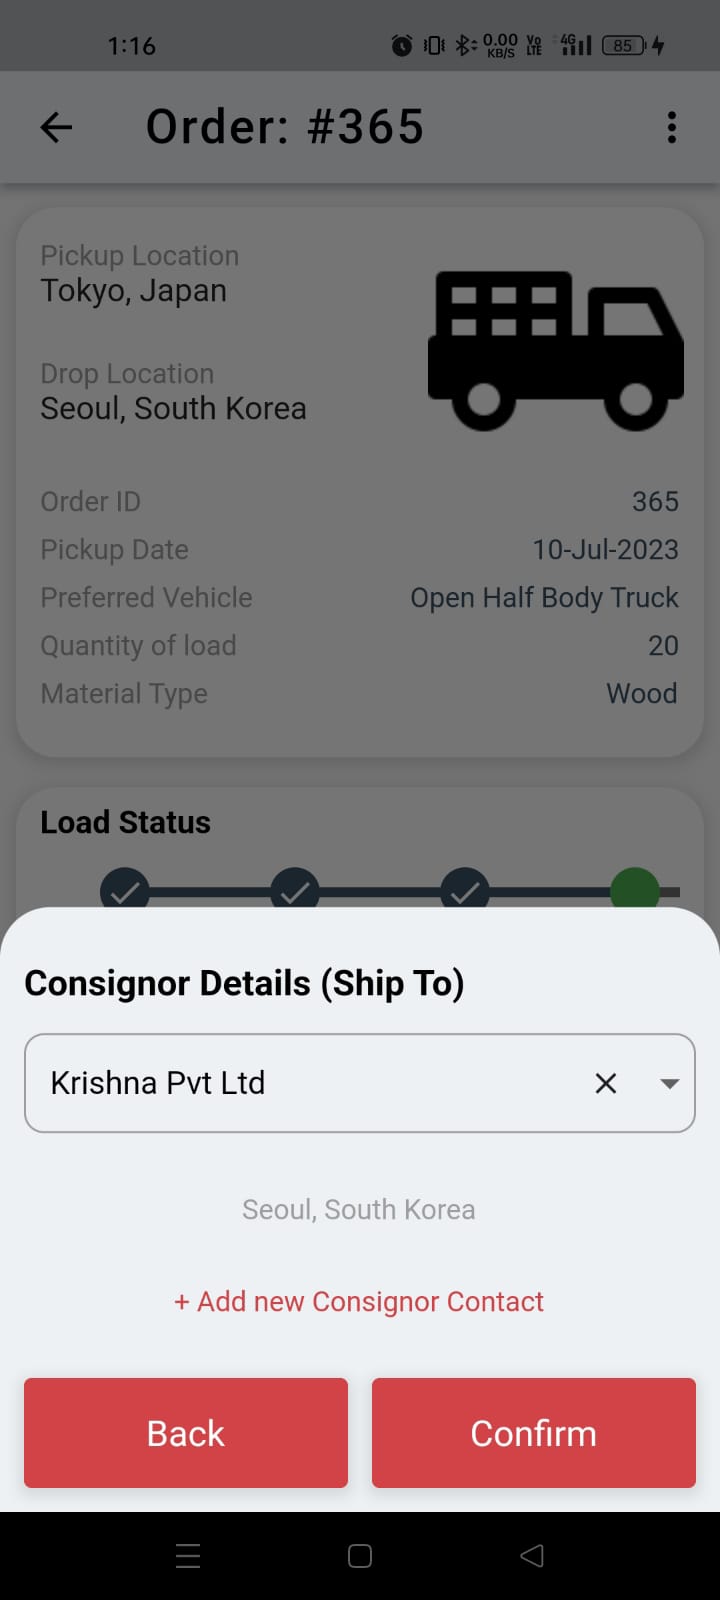 1:16 0.00 KB/S Vo LTE 4G 85
Order: #365
Pickup Location
Tokyo, Japan
Drop Location
Seoul, South Korea
Order ID 365
Pickup Date 10-Jul-2023
Preferred Vehicle Open Half Body Truck
Quantity of load 20
Material Type Wood
Load Status
Consignor Details (Ship To)
Krishna Pvt Ltd
Seoul, South Korea
+ Add new Consignor Contact
Back Confirm